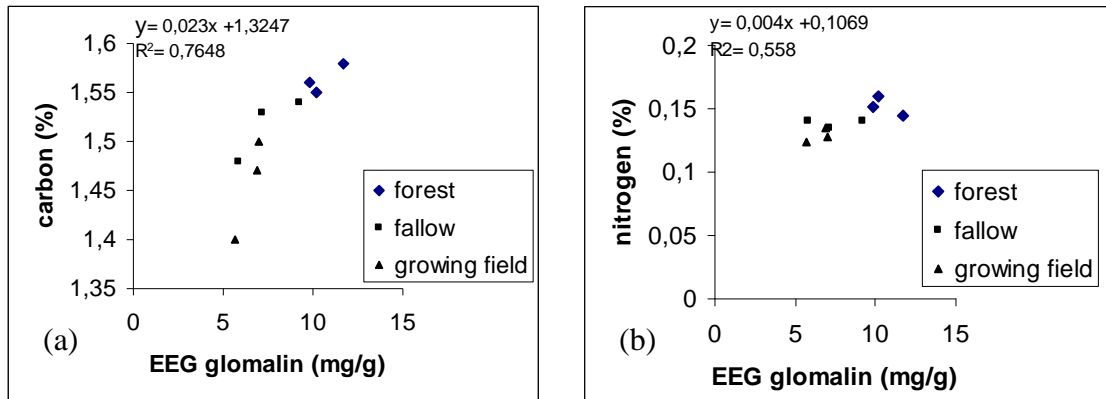 y= 0,023x +1,3247
R²= 0,7648
1,6
1,55
1,5
1,45
1,4
1,35
carbon (%)
0 5 10 15
EEG glomalin (mg/g)
forest
fallow
growing field
(a)
y= 0,004x +0,1069
R2= 0,558
0,2
0,15
0,1
0,05
0
nitrogen (%)
0 5 10 15
EEG glomalin (mg/g)
forest
fallow
growing field
(b)